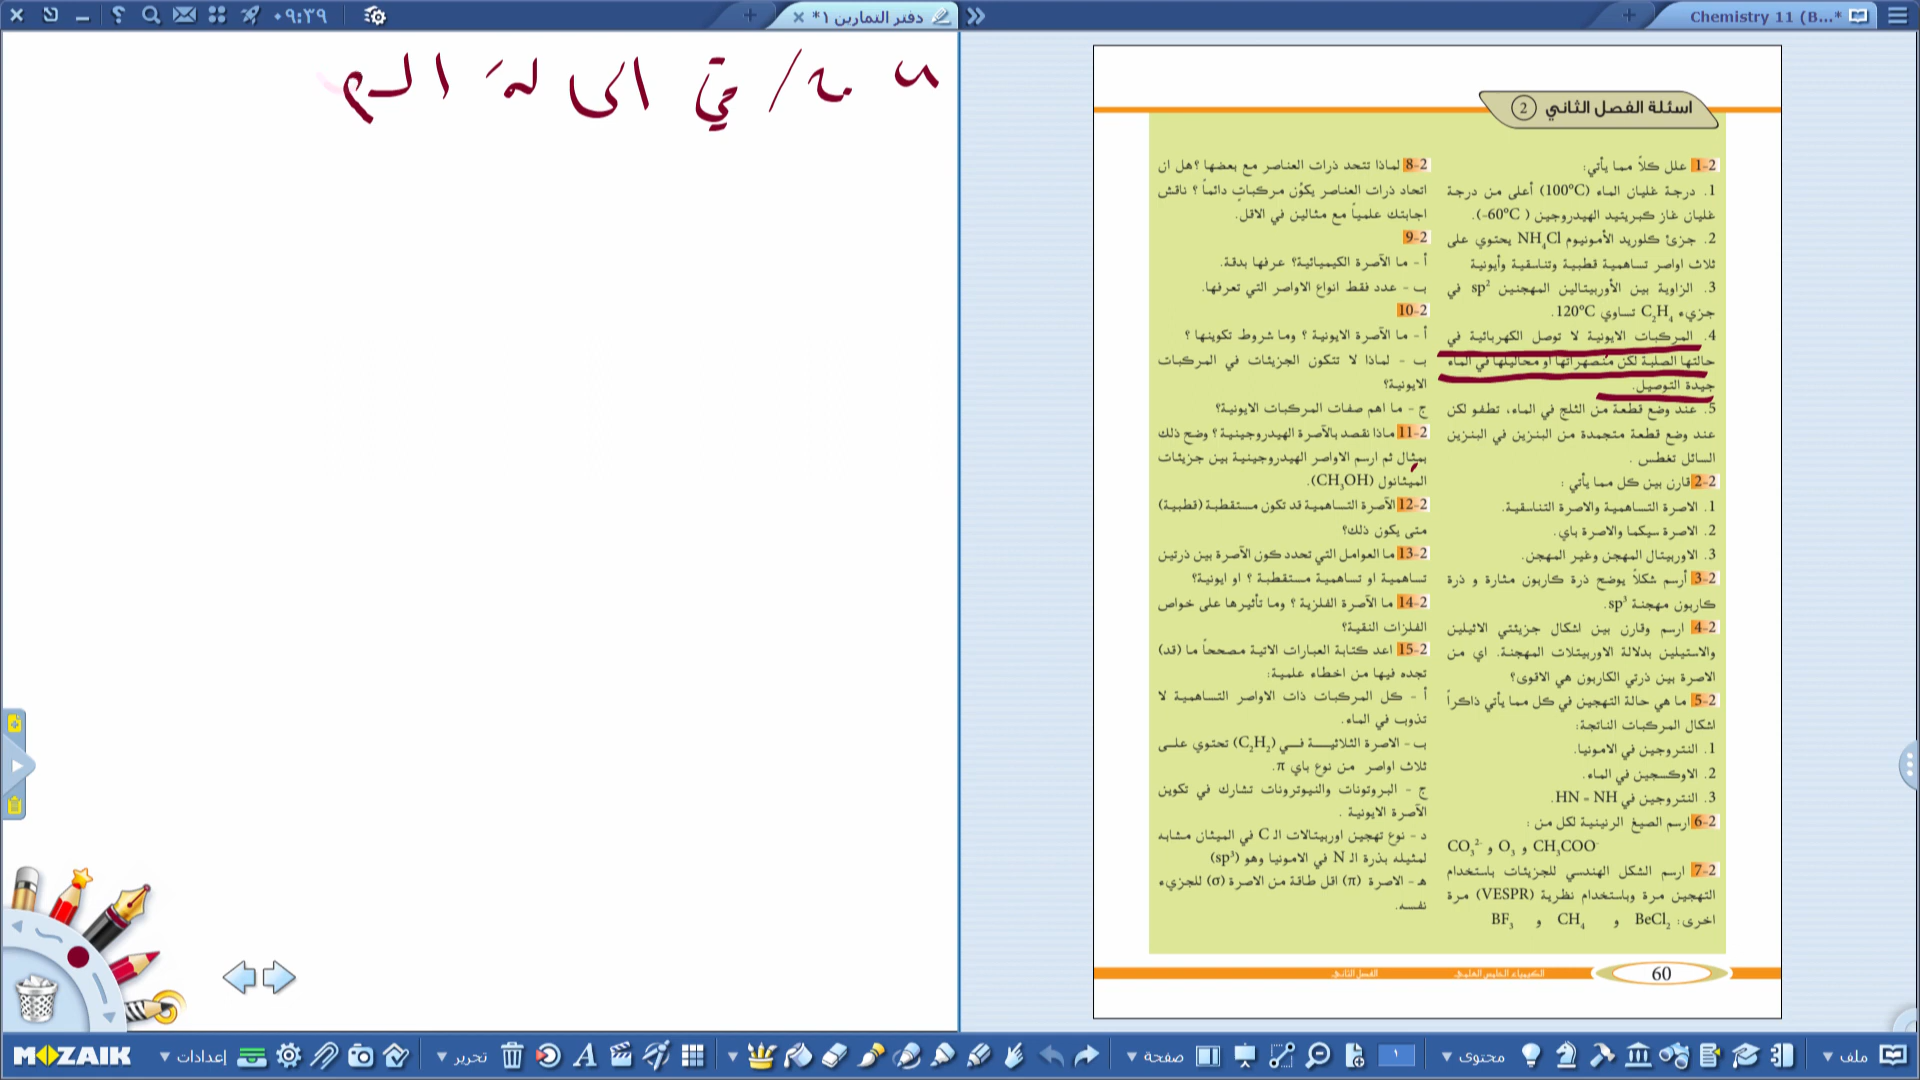 ٠٩:٣٩
دفتر التمارين ١*
Chemistry 11 (B...*
اسئلة الفصل الثاني 2
1-2 علل كلاً مما يأتي:
1. درجة غليان الماء (100°C) أعلى من درجة
غليان غاز كبريتيد الهيدروجين (-60°C ).
2. جزئ كلوريد الأمونيوم NH₄Cl يحتوي على
ثلاث اواصر تساهمية قطبية وتناسقية وأيونية
3. الزاوية بين الأوربيتالين المهجنين sp² في
جزيء C₂H₄ تساوي 120°C.
4. المركبات الايونية لا توصل الكهربائية في
حالتها الصلبة لكن منصهراتها او محاليلها في الماء
جيدة التوصيل.
5. عند وضع قطعة من الثلج في الماء، تطفو لكن
عند وضع قطعة متجمدة من البنزين في البنزين
السائل تغطس .
2-2 قارن بين كل مما يأتي :
1. الاصرة التساهمية والاصرة التناسقية.
2. الاصرة سيكما والاصرة باي.
3. الاوربيتال المهجن وغير المهجن.
3-2 أرسم شكلاً يوضح ذرة كاربون مثارة و ذرة
كاربون مهجنة sp³.
4-2 ارسم وقارن بين اشكال جزيئتي الاثيلين
والاستيلين بدلالة الاوربيتلات المهجنة. اي من
الاصرة بين ذرتي الكاربون هي الاقوى؟
5-2 ما هي حالة التهجين في كل مما يأتي ذاكراً
اشكال المركبات الناتجة:
1. النتروجين في الامونيا.
2. الاوكسجين في الماء.
3. النتروجين في HN = NH.
6-2 ارسم الصيغ الرنينية لكل من :
CH₃COO⁻ و O₃ و CO₃²⁻
7-2 ارسم الشكل الهندسي للجزيئات باستخدام
التهجين مرة وباستخدام نظرية (VESPR) مرة
اخرى: BeCl₂ و CH₄ و BF₃
8-2 لماذا تتحد ذرات العناصر مع بعضها ؟ هل ان
اتحاد ذرات العناصر يكوّن مركباتٍ دائماً ؟ ناقش
اجابتك علمياً مع مثالين في الاقل.
9-2
أ - ما الآصرة الكيميائية؟ عرفها بدقة.
ب - عدد فقط انواع الاواصر التي تعرفها.
10-2
أ - ما الآصرة الايونية ؟ وما شروط تكوينها ؟
ب - لماذا لا تتكون الجزيئات في المركبات
الايونية؟
ج - ما اهم صفات المركبات الايونية؟
11-2 ماذا نقصد بالآصرة الهيدروجينية ؟ وضح ذلك
بمثال ثم ارسم الاواصر الهيدروجينية بين جزيئات
الميثانول (CH₃OH).
12-2 الآصرة التساهمية قد تكون مستقطبة (قطبية)
متى يكون ذلك؟
13-2 ما العوامل التي تحدد كون الآصرة بين ذرتين
تساهمية او تساهمية مستقطبة ؟ او ايونية؟
14-2 ما الآصرة الفلزية ؟ وما تأثيرها على خواص
الفلزات النقية؟
15-2 اعد كتابة العبارات الاتية مصححاً ما (قد)
تجده فيها من اخطاء علمية:
أ - كل المركبات ذات الاواصر التساهمية لا
تذوب في الماء.
ب - الاصرة الثلاثية في (C₂H₂) تحتوي على
ثلاث اواصر من نوع باي π.
ج - البروتونات والنيوترونات تشارك في تكوين
الآصرة الايونية .
د - نوع تهجين اوربيتالات الـ C في الميثان مشابه
لمثيله بذرة الـ N في الامونيا وهو (sp³)
هـ - الاصرة (π) اقل طاقة من الاصرة (σ) للجزيء
نفسه.
الفصل الثاني
60
MOZAIK
إعدادات
تحرير
صفحة
١
محتوى
ملف